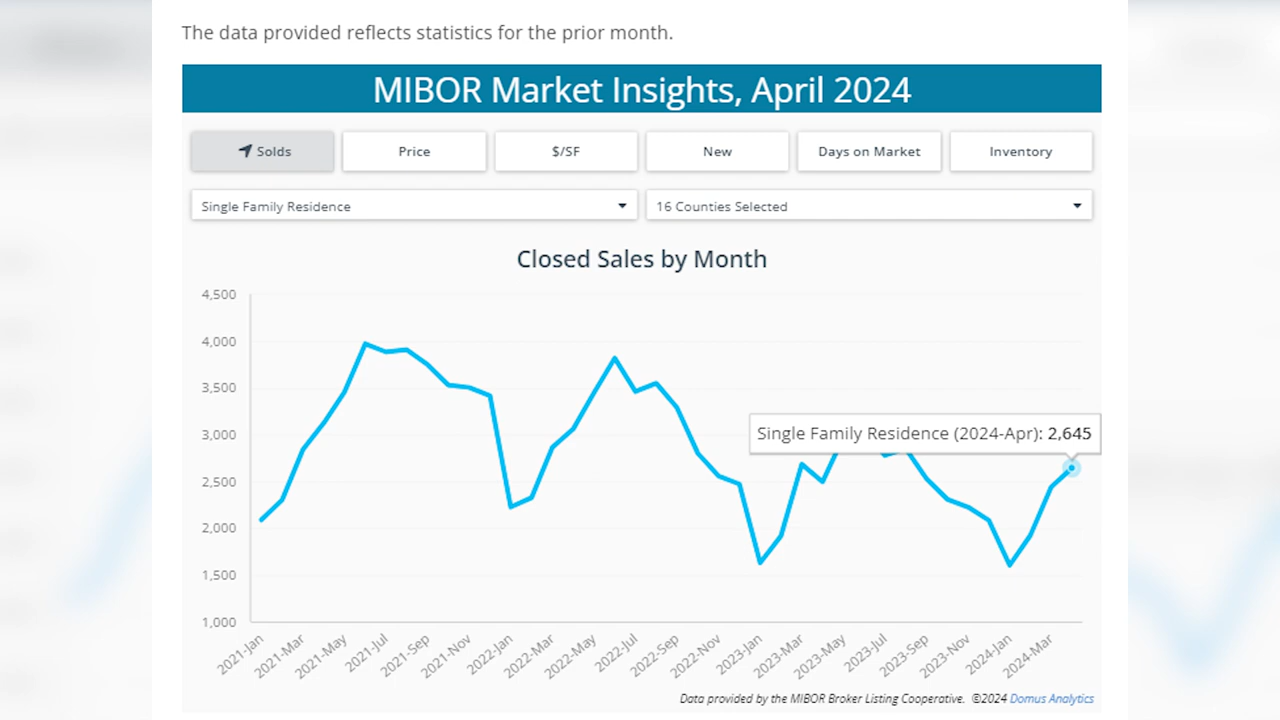 The data provided reflects statistics for the prior month.
MIBOR Market Insights, April 2024
Solds
Price
$/SF
New
Days on Market
Inventory
Single Family Residence
16 Counties Selected
Closed Sales by Month
4,500
4,000
3,500
3,000
2,500
2,000
1,500
1,000
Single Family Residence (2024-Apr): 2,645
2021-Jan
2021-Mar
2021-May
2021-Jul
2021-Sep
2021-Nov
2022-Jan
2022-Mar
2022-May
2022-Jul
2022-Sep
2022-Nov
2023-Jan
2023-Mar
2023-May
2023-Jul
2023-Sep
2023-Nov
2024-Jan
2024-Mar
Data provided by the MIBOR Broker Listing Cooperative. ©2024 Domus Analytics